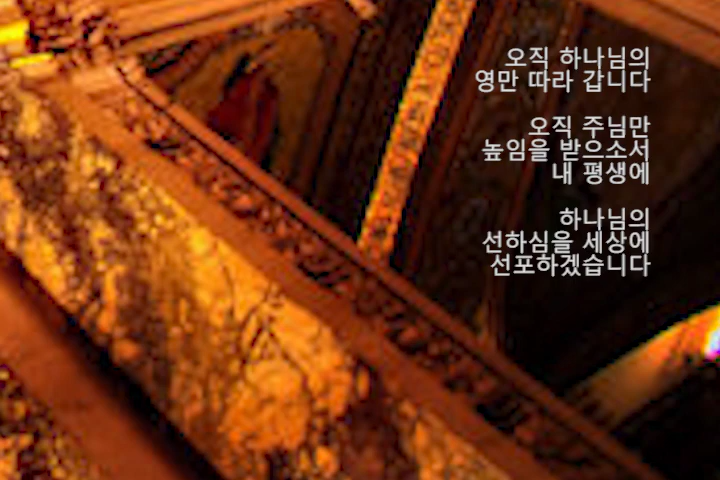 오직 하나님의
영만 따라 갑니다
오직 주님만
높임을 받으소서
내 평생에
하나님의
선하심을 세상에
선포하겠습니다